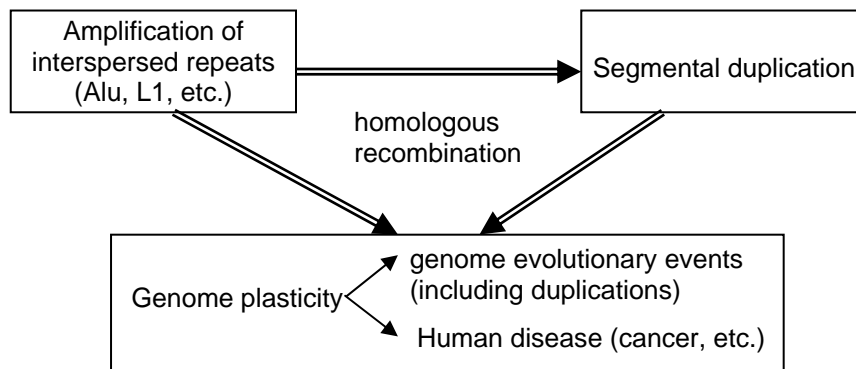 Amplification of
interspersed repeats
(Alu, L1, etc.)
Segmental duplication
homologous
recombination
Genome plasticity
genome evolutionary events
(including duplications)
Human disease (cancer, etc.)